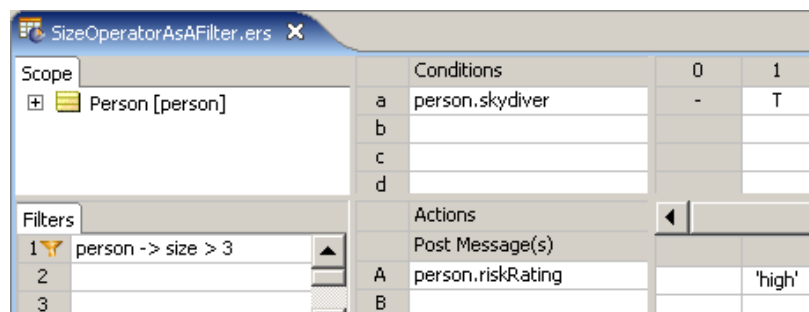 SizeOperatorAsAFilter.ers
Scope
Conditions 0 1
Person [person]
a person.skydiver - T
b
c
d
Filters
Actions
Post Message(s)
1 person -> size > 3
A person.riskRating 'high'
2
B
3